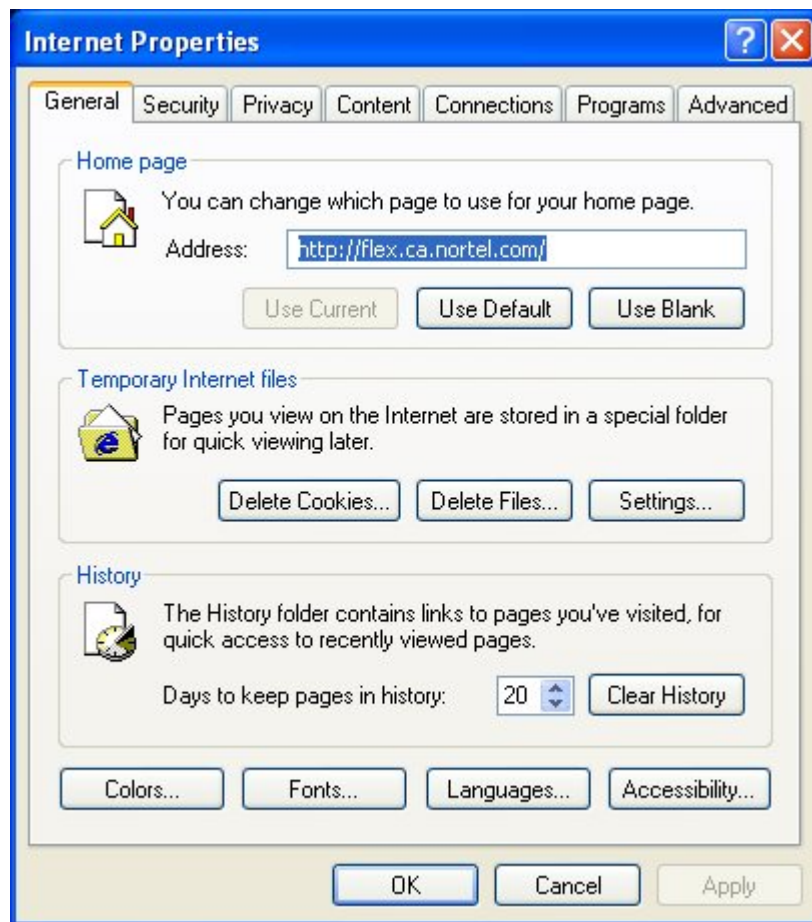 Internet Properties
General Security Privacy Content Connections Programs Advanced
Home page
You can change which page to use for your home page.
Address: http://flex.ca.nortel.com/
Use Current Use Default Use Blank
Temporary Internet files
Pages you view on the Internet are stored in a special folder
for quick viewing later.
Delete Cookies... Delete Files... Settings...
History
The History folder contains links to pages you've visited, for
quick access to recently viewed pages.
Days to keep pages in history: 20 Clear History
Colors... Fonts... Languages... Accessibility...
OK Cancel Apply